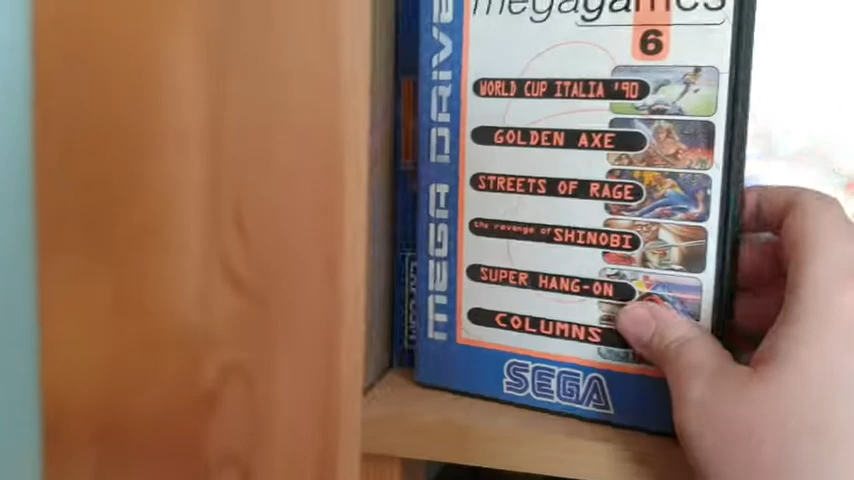 megagames
6
MEGA DRIVE
WORLD CUP ITALIA '90
GOLDEN AXE
STREETS OF RAGE
the revenge of SHINOBI
SUPER HANG-ON
COLUMNS
SEGA